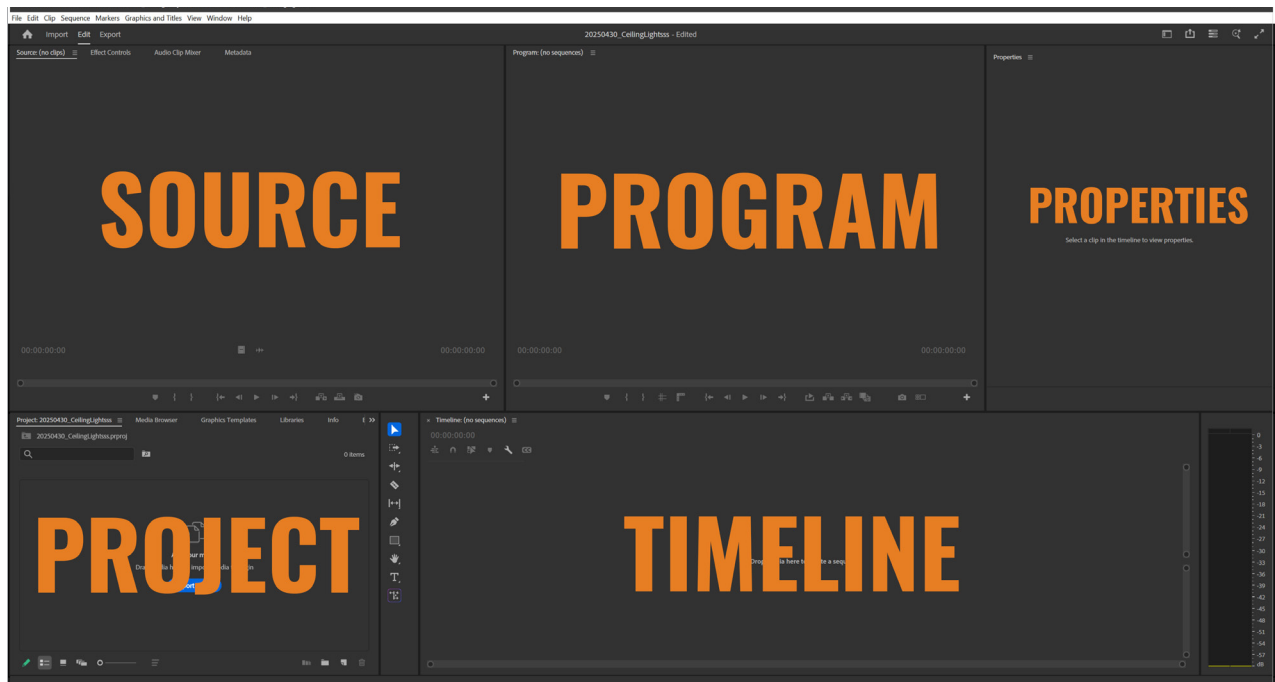 File Edit Clip Sequence Markers Graphics and Titles View Window Help
Import Edit Export
20250430_CeilingLightsss - Edited
Source: (no clips)
Effect Controls
Audio Clip Mixer
Metadata
Program: (no sequences)
Properties
SOURCE
PROGRAM
PROPERTIES
Select a clip in the timeline to view properties.
00:00:00:00
00:00:00:00
00:00:00:00
00:00:00:00
Project: 20250430_CeilingLightsss
Media Browser
Graphics Templates
Libraries
Info
20250430_CeilingLightsss.prproj
0 items
PROJECT
Timeline: (no sequences)
00:00:00:00
TIMELINE
0
-3
-6
-9
-12
-15
-18
-21
-24
-27
-30
-33
-36
-39
-42
-45
-48
-51
-54
-57
dB